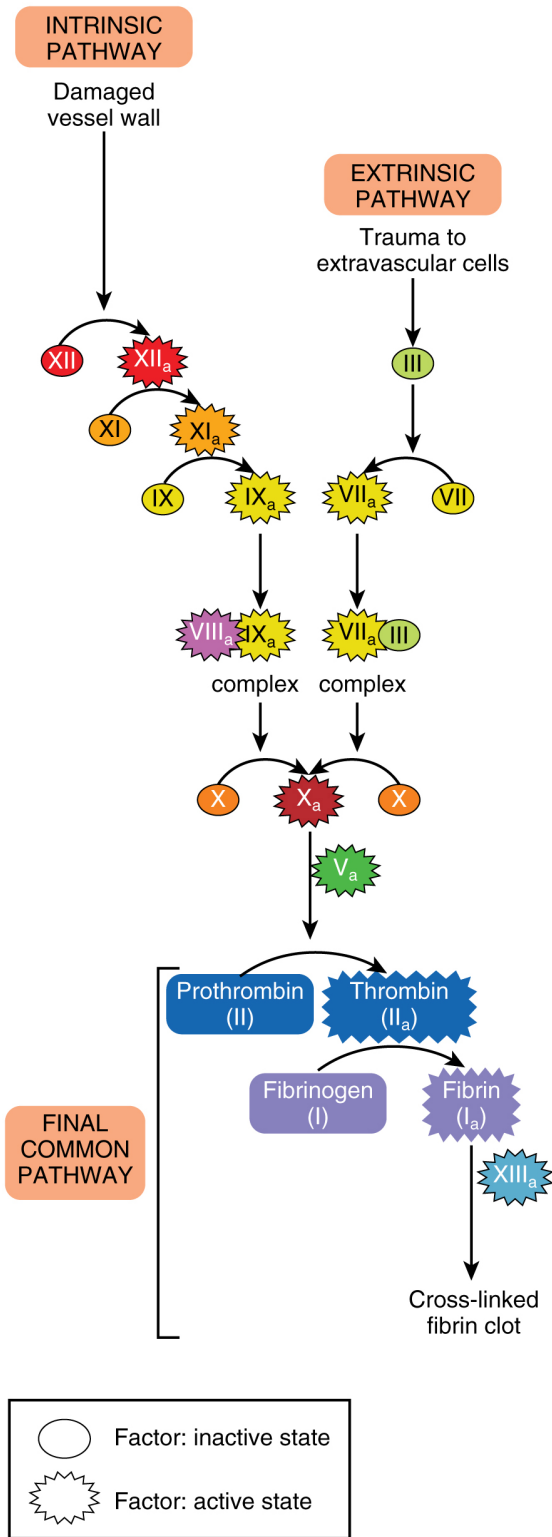 INTRINSIC
PATHWAY
Damaged
vessel wall
EXTRINSIC
PATHWAY
Trauma to
extravascular cells
XII
XIIa
III
XI
XIa
IX
IXa
VIIa
VII
VIIIa
IXa
VIIa
III
complex
complex
X
Xa
X
Va
Prothrombin
(II)
Thrombin
(IIa)
Fibrinogen
(I)
Fibrin
(Ia)
FINAL
COMMON
PATHWAY
XIIIa
Cross-linked
fibrin clot
Factor: inactive state
Factor: active state